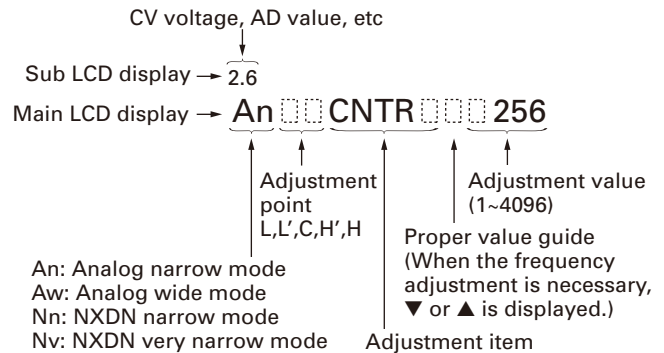 CV voltage, AD value, etc
Sub LCD display → 2.6
Main LCD display → An CNTR 256
Adjustment
point
L,L′,C,H′,H
Adjustment value
(1~4096)
Proper value guide
(When the frequency
adjustment is necessary,
▼ or ▲ is displayed.)
An: Analog narrow mode
Aw: Analog wide mode
Nn: NXDN narrow mode
Nv: NXDN very narrow mode
Adjustment item